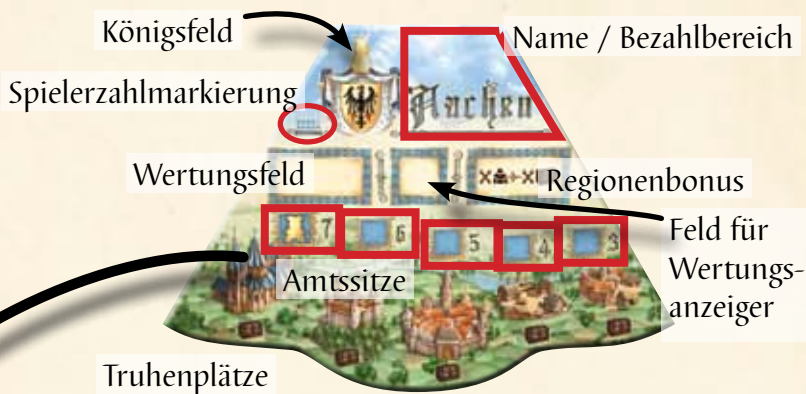 Königsfeld
Name / Bezahlbereich
Spielerzahlmarkierung
Aachen
Wertungsfeld
Regionenbonus
7
6
5
4
3
Feld für
Wertungs-
anzeiger
Amtssitze
Truhenplätze